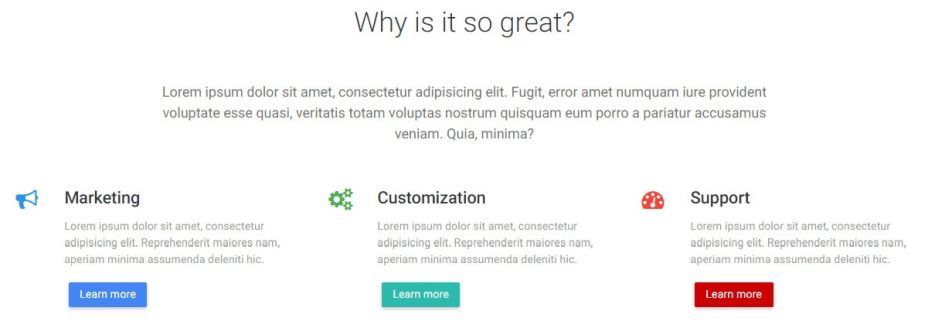 Why is it so great?
Lorem ipsum dolor sit amet, consectetur adipisicing elit. Fugit, error amet numquam iure provident
voluptate esse quasi, veritatis totam voluptas nostrum quisquam eum porro a pariatur accusamus
veniam. Quia, minima?
Marketing
Lorem ipsum dolor sit amet, consectetur
adipisicing elit. Reprehenderit maiores nam,
aperiam minima assumenda deleniti hic.
Learn more
Customization
Lorem ipsum dolor sit amet, consectetur
adipisicing elit. Reprehenderit maiores nam,
aperiam minima assumenda deleniti hic.
Learn more
Support
Lorem ipsum dolor sit amet, consectetur
adipisicing elit. Reprehenderit maiores nam,
aperiam minima assumenda deleniti hic.
Learn more